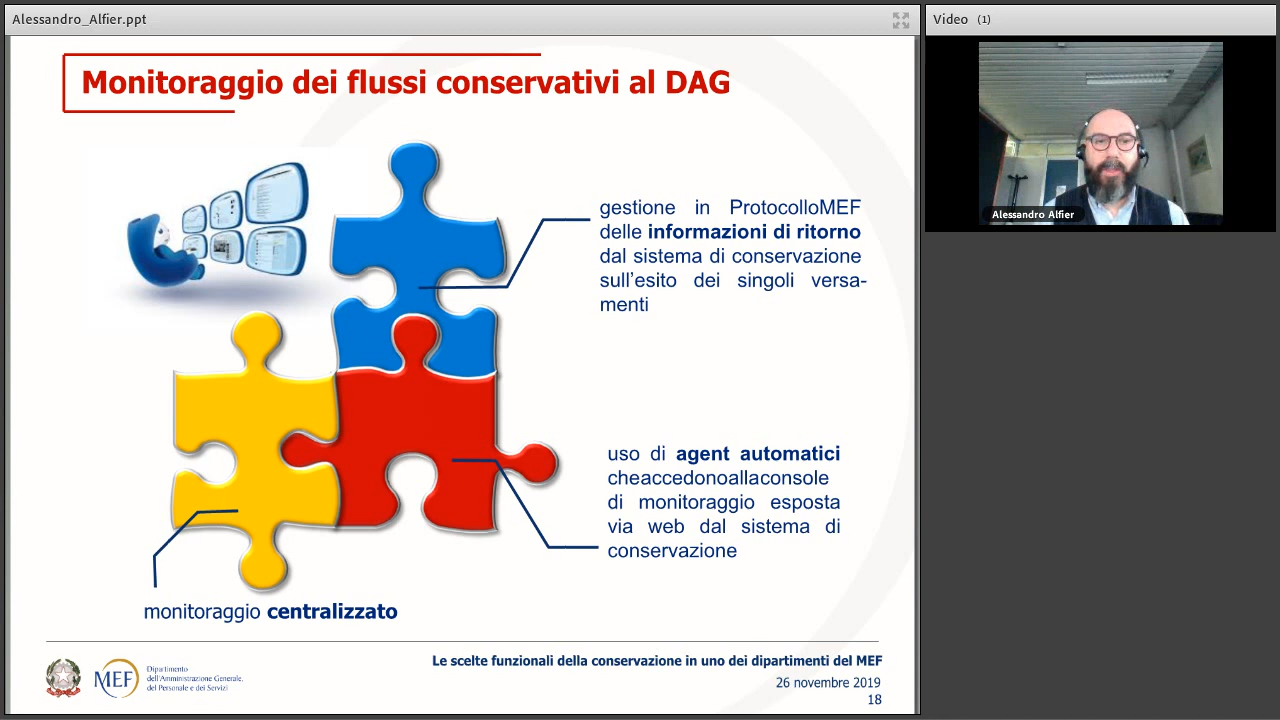 Alessandro_Alfier.ppt
Video (1)
Monitoraggio dei flussi conservativi al DAG
gestione in ProtocolloMEF
delle informazioni di ritorno
dal sistema di conservazione
sull'esito dei singoli versa-
menti
uso di agent automatici
cheaccedonoallaconsole
di monitoraggio esposta
via web dal sistema di
conservazione
monitoraggio centralizzato
MEF
Dipartimento
dell'Amministrazione Generale,
del Personale e dei Servizi
Le scelte funzionali della conservazione in uno dei dipartimenti del MEF
26 novembre 2019
18
Alessandro Alfier